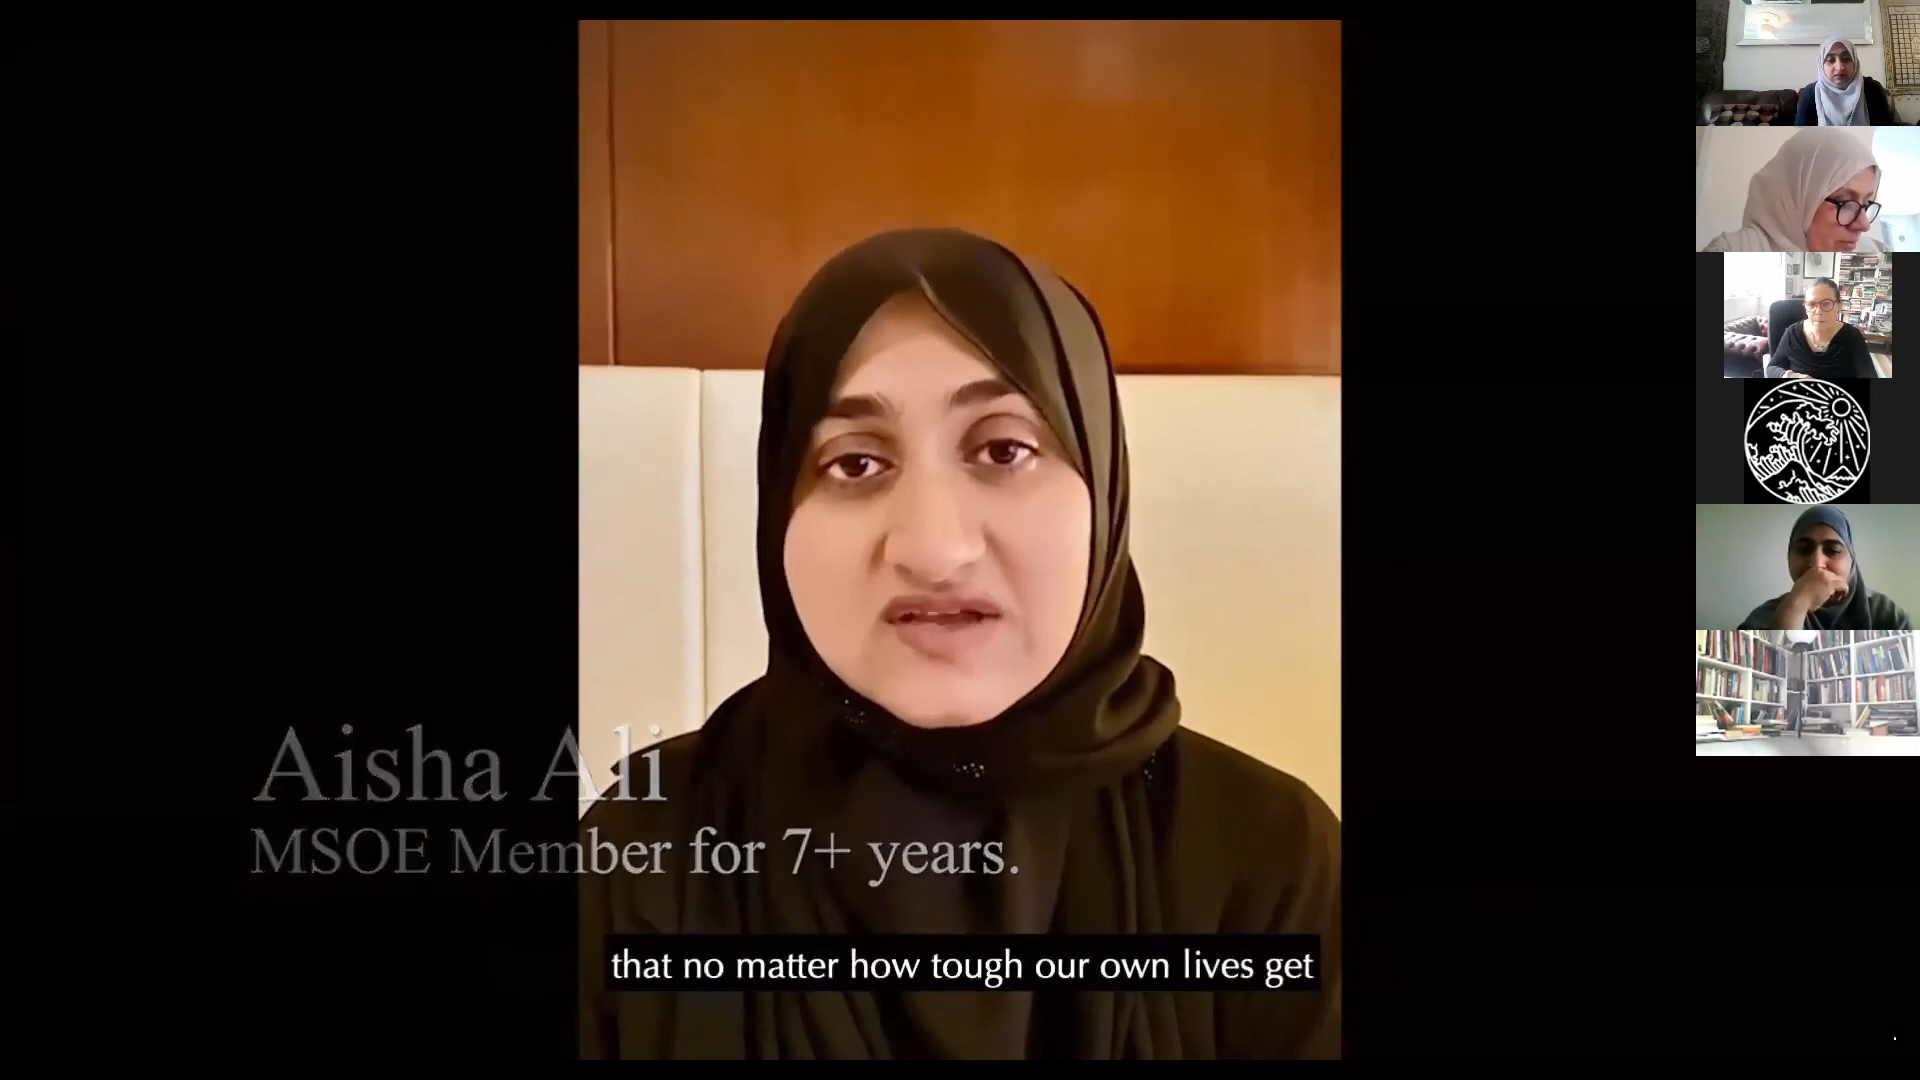 Aisha Ali
MSOE Member for 7+ years.
that no matter how tough our own lives get